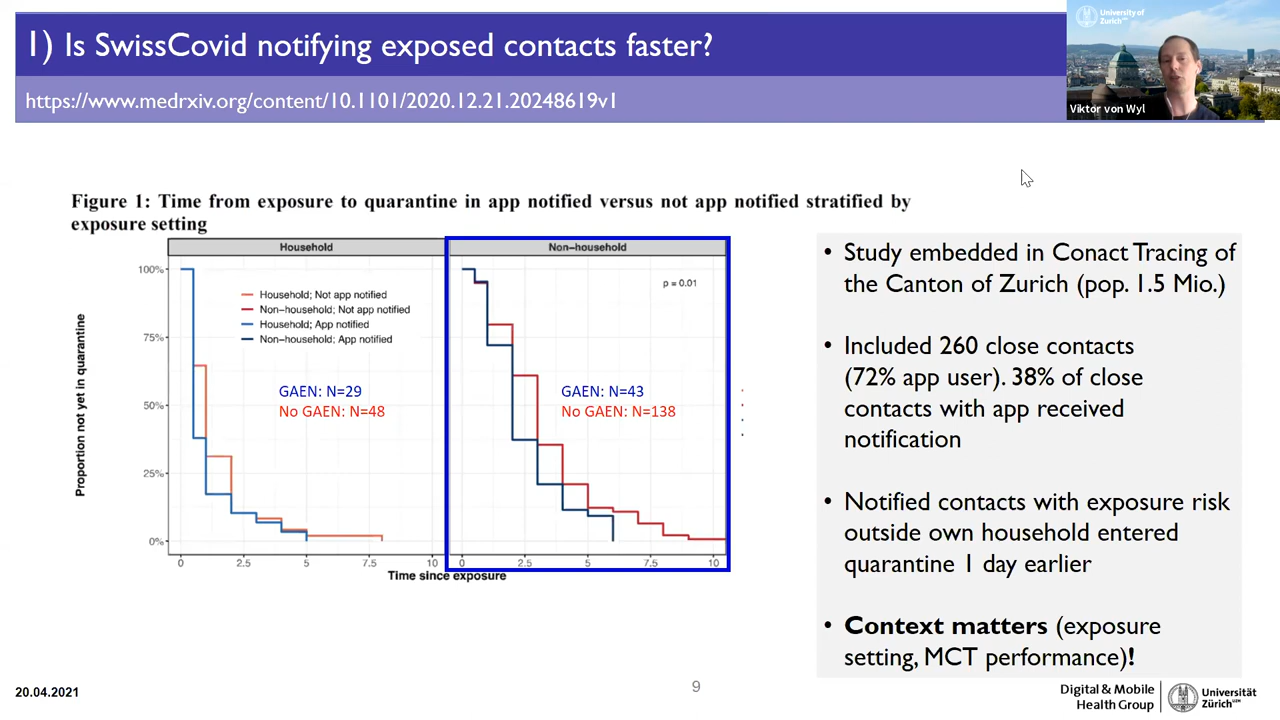 1) Is SwissCovid notifying exposed contacts faster?
https://www.medrxiv.org/content/10.1101/2020.12.21.20248619v1
University of
Zurich UZH
Viktor von Wyl
Figure 1: Time from exposure to quarantine in app notified versus not app notified stratified by
exposure setting
Household
Non-household
Proportion not yet in quarantine
100%
75%
50%
25%
0%
Household; Not app notified
Non-household; Not app notified
Household; App notified
Non-household; App notified
GAEN: N=29
No GAEN: N=48
p = 0.01
GAEN: N=43
No GAEN: N=138
0 2.5 5 7.5 10
0 2.5 5 7.5 10
Time since exposure
• Study embedded in Conact Tracing of
the Canton of Zurich (pop. 1.5 Mio.)
• Included 260 close contacts
(72% app user). 38% of close
contacts with app received
notification
• Notified contacts with exposure risk
outside own household entered
quarantine 1 day earlier
• Context matters (exposure
setting, MCT performance)!
20.04.2021
9
Digital & Mobile
Health Group
Universität
Zürich UZH